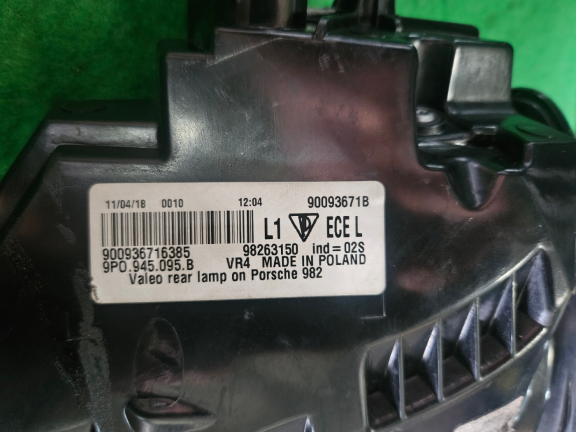 11/04/18 0010 12:04 90093671B
L1 ECE L
900936716385 98263150 ind=02S
9P0.945.095.B VR4 MADE IN POLAND
Valeo rear lamp on Porsche 982